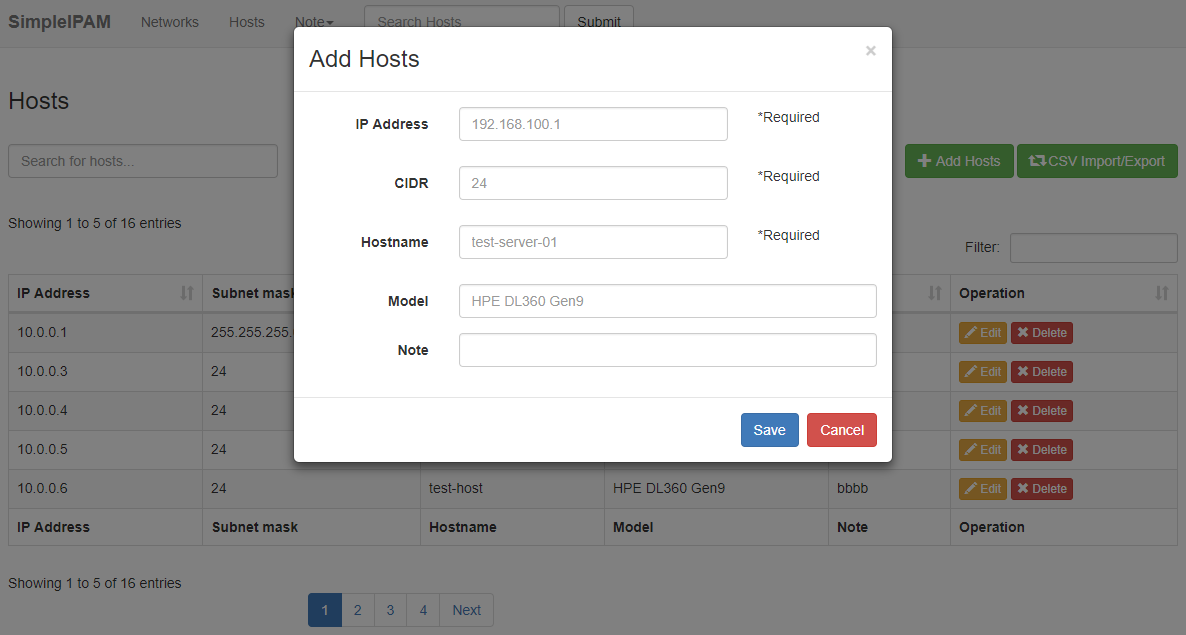 SimpleIPAM Networks Hosts Note Search Hosts Submit
Add Hosts ×
Hosts
IP Address 192.168.100.1 *Required
Search for hosts... Add Hosts CSV Import/Export
CIDR 24 *Required
Showing 1 to 5 of 16 entries
Hostname test-server-01 *Required
Filter:
IP Address Subnet mask Operation
Model HPE DL360 Gen9
10.0.0.1 255.255.255. Edit Delete
Note
10.0.0.3 24 Edit Delete
10.0.0.4 24 Edit Delete
Save Cancel
10.0.0.5 24 Edit Delete
10.0.0.6 24 test-host HPE DL360 Gen9 bbbb Edit Delete
IP Address Subnet mask Hostname Model Note Operation
Showing 1 to 5 of 16 entries
1 2 3 4 Next